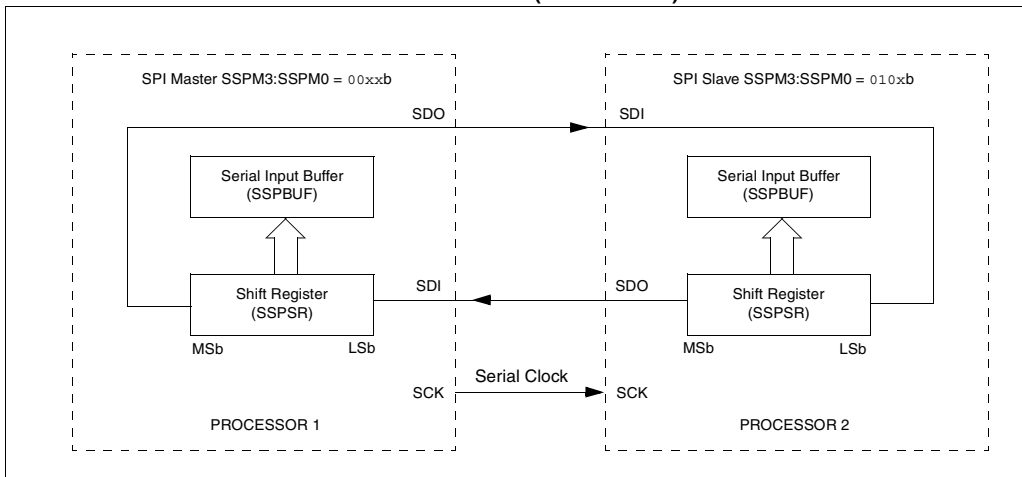 SPI Master SSPM3:SSPM0 = 00xxb
SDO
Serial Input Buffer
(SSPBUF)
SDI
Shift Register
(SSPSR)
MSb
LSb
Serial Clock
SCK
PROCESSOR 1
SPI Slave SSPM3:SSPM0 = 010xb
SDI
Serial Input Buffer
(SSPBUF)
SDO
Shift Register
(SSPSR)
MSb
LSb
SCK
PROCESSOR 2